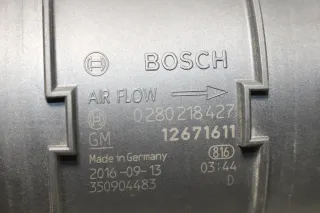 BOSCH
AIR FLOW
0 280 218 427
GM 12671611
Made in Germany 816
2016-09-13 03:44
350904483 D